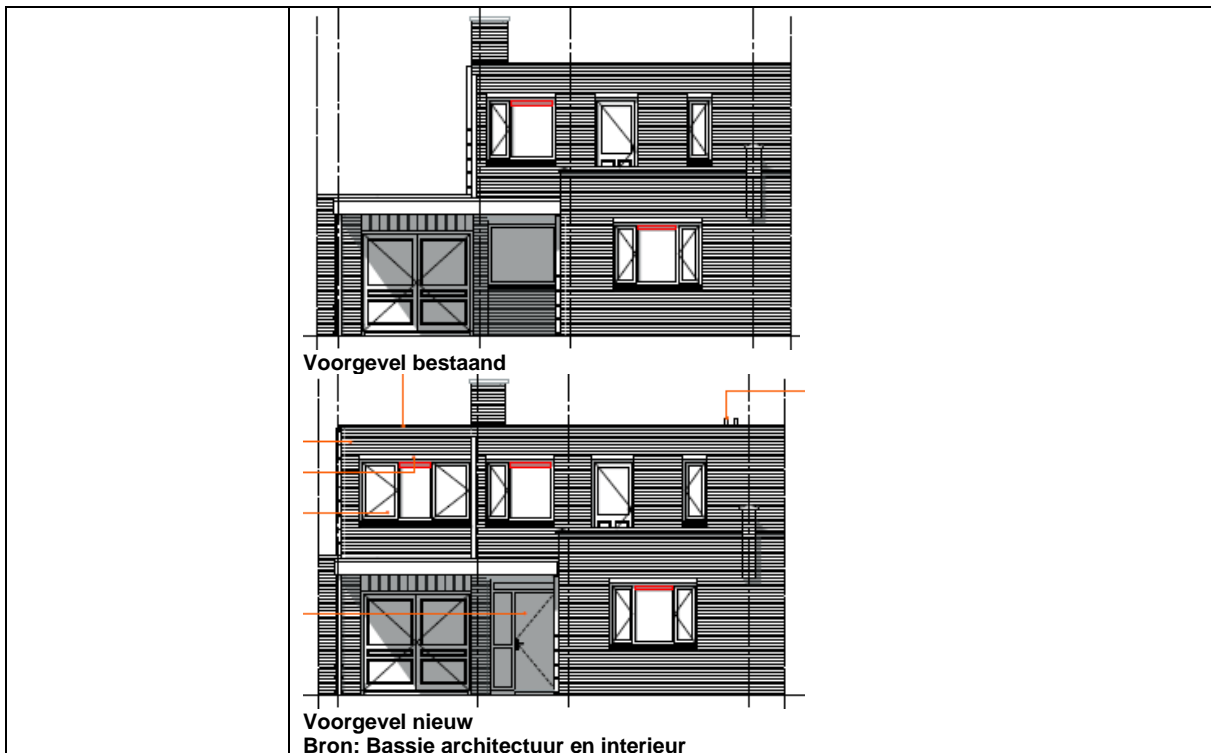 Voorgevel bestaand
Voorgevel nieuw
Bron: Bassie architectuur en interieur